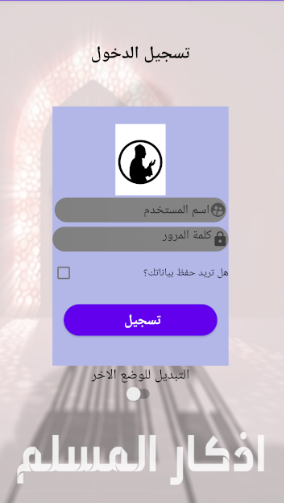 تسجيل الدخول
اسم المستخدم
كلمة المرور
هل تريد حفظ بياناتك؟
تسجيل
التبديل للوضع الاخر
اذكار المسلم